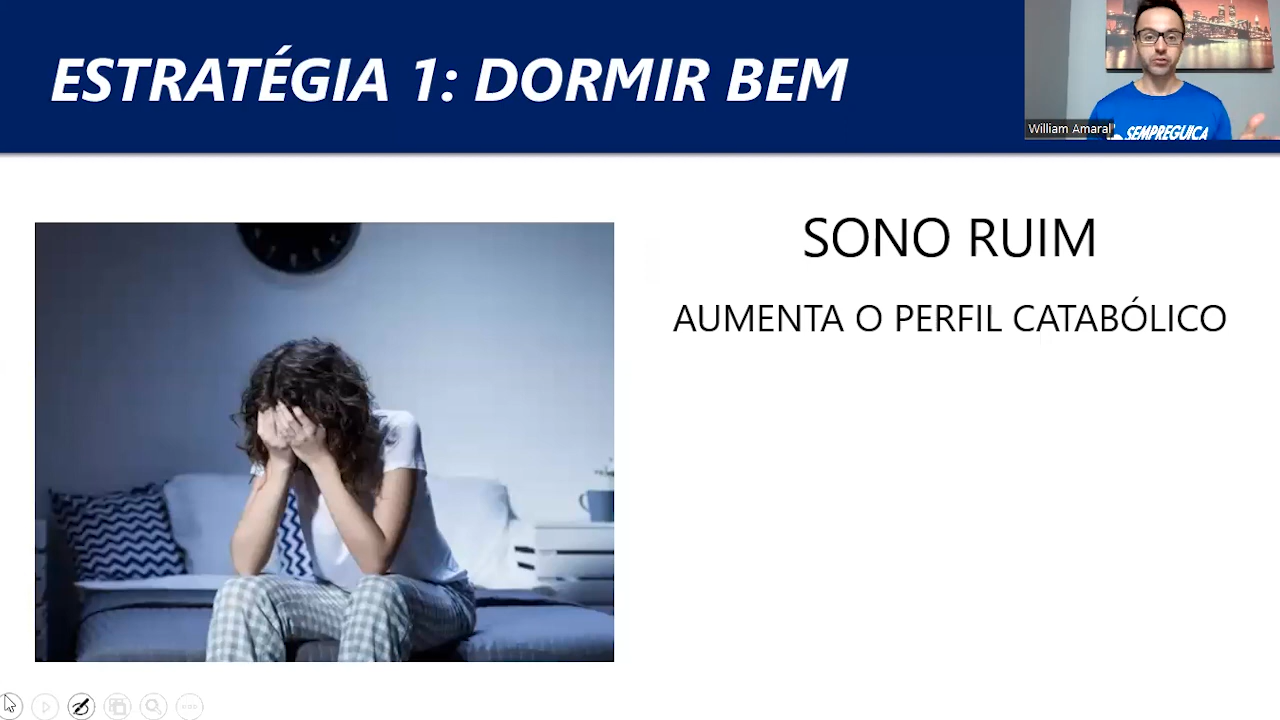 ESTRATÉGIA 1: DORMIR BEM
William Amaral
SEMPREGUIÇA
SONO RUIM
AUMENTA O PERFIL CATABÓLICO